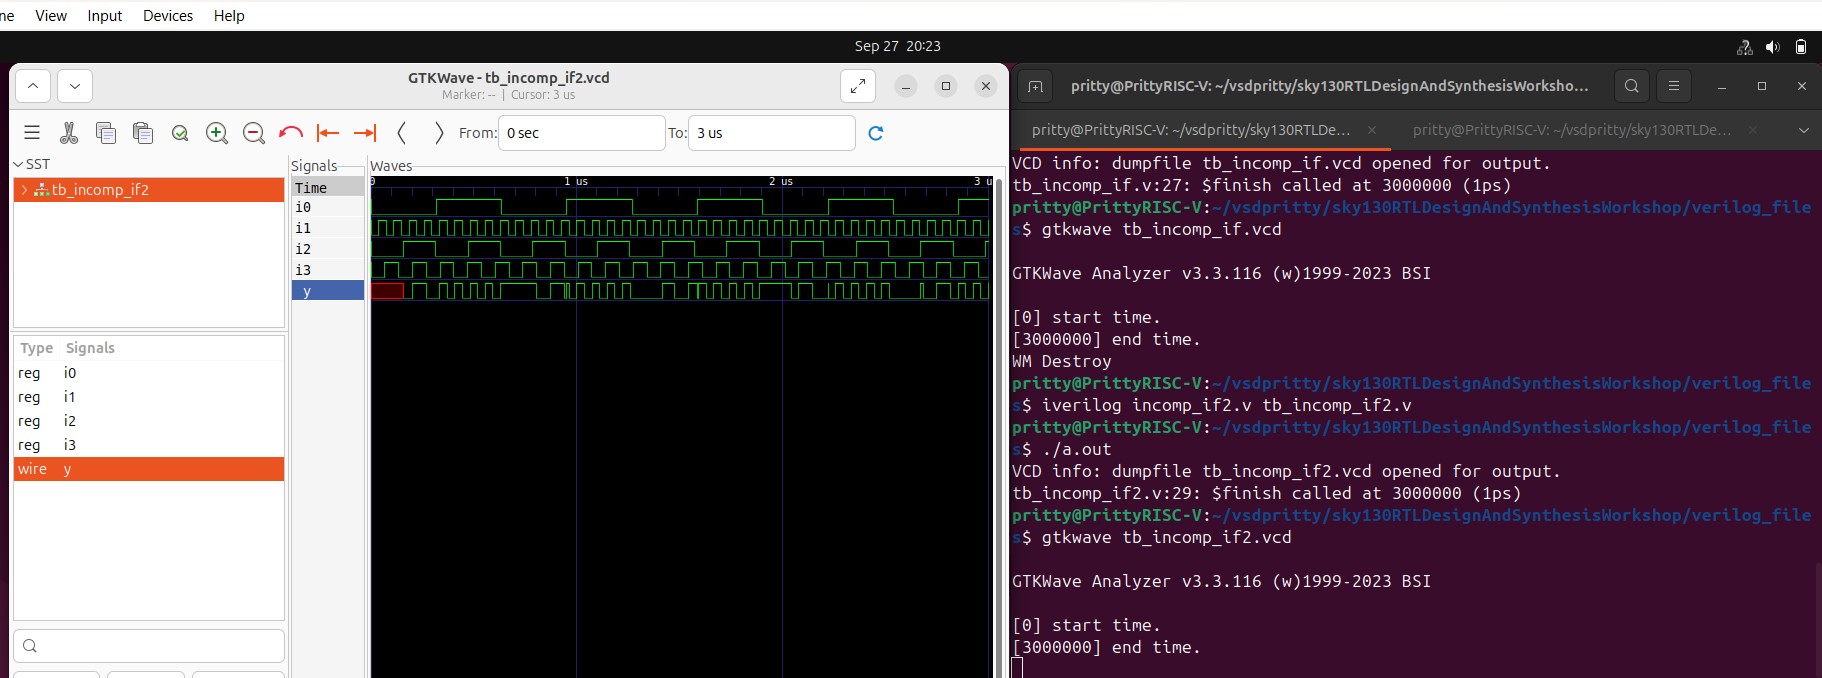 ne View Input Devices Help
Sep 27 20:23
GTKWave - tb_incomp_if2.vcd
Marker: -- | Cursor: 3 us
From: 0 sec To: 3 us
SST
tb_incomp_if2
Type Signals
reg i0
reg i1
reg i2
reg i3
wire y
Signals
Time
i0
i1
i2
i3
y
Waves
0 1 us 2 us 3 u
pritty@PrittyRISC-V: ~/vsdpritty/sky130RTLDesignAndSynthesisWorksho...
pritty@PrittyRISC-V: ~/vsdpritty/sky130RTLDe... pritty@PrittyRISC-V: ~/vsdpritty/sky130RTLDe...
VCD info: dumpfile tb_incomp_if.vcd opened for output.
tb_incomp_if.v:27: $finish called at 3000000 (1ps)
pritty@PrittyRISC-V:~/vsdpritty/sky130RTLDesignAndSynthesisWorkshop/verilog_file
s$ gtkwave tb_incomp_if.vcd
GTKWave Analyzer v3.3.116 (w)1999-2023 BSI
[0] start time.
[3000000] end time.
WM Destroy
pritty@PrittyRISC-V:~/vsdpritty/sky130RTLDesignAndSynthesisWorkshop/verilog_file
s$ iverilog incomp_if2.v tb_incomp_if2.v
pritty@PrittyRISC-V:~/vsdpritty/sky130RTLDesignAndSynthesisWorkshop/verilog_file
s$ ./a.out
VCD info: dumpfile tb_incomp_if2.vcd opened for output.
tb_incomp_if2.v:29: $finish called at 3000000 (1ps)
pritty@PrittyRISC-V:~/vsdpritty/sky130RTLDesignAndSynthesisWorkshop/verilog_file
s$ gtkwave tb_incomp_if2.vcd
GTKWave Analyzer v3.3.116 (w)1999-2023 BSI
[0] start time.
[3000000] end time.